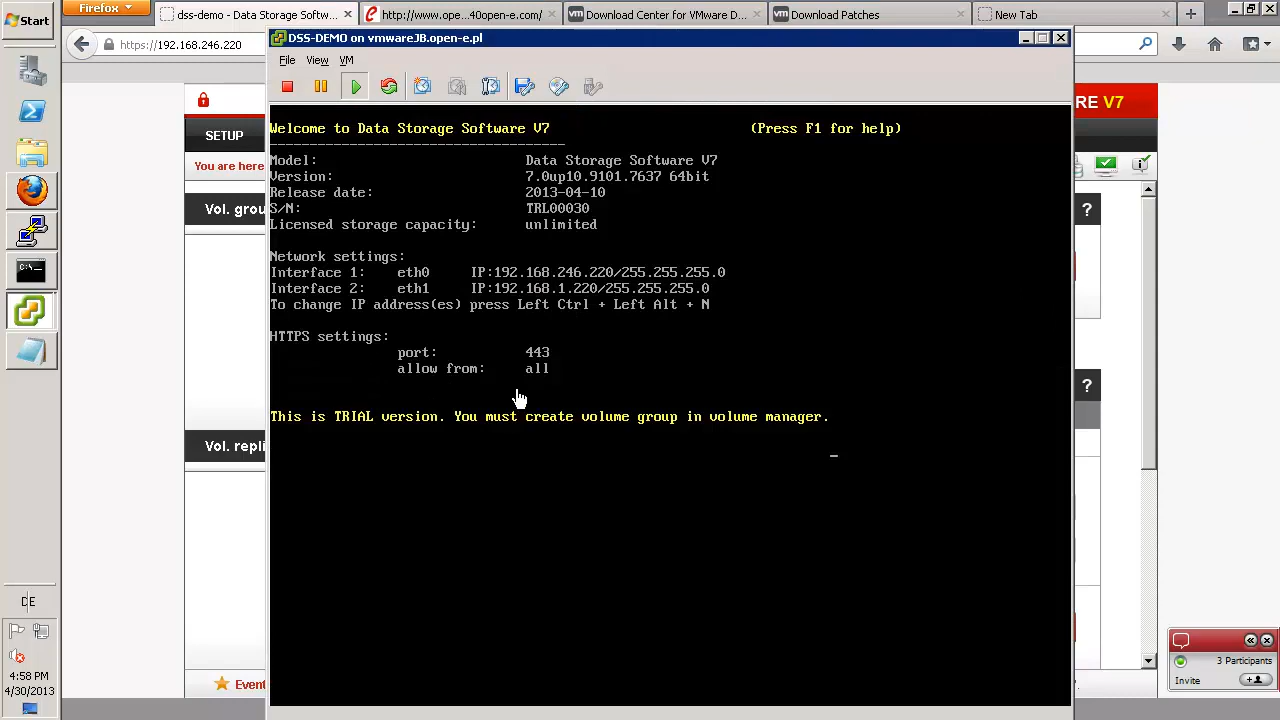 Start
Firefox
dss-demo - Data Storage Softw...
http://www.ope...40open-e.com/
Download Center for VMware D...
Download Patches
New Tab
https://192.168.246.220
DSS-DEMO on vmwareJB.open-e.pl
File View VM
RE V7
SETUP
You are here
Vol. grou
?
Vol. repli
?
Welcome to Data Storage Software V7 (Press F1 for help)
Model: Data Storage Software V7
Version: 7.0up10.9101.7637 64bit
Release date: 2013-04-10
S/N: TRL00030
Licensed storage capacity: unlimited
Network settings:
Interface 1: eth0 IP:192.168.246.220/255.255.255.0
Interface 2: eth1 IP:192.168.1.220/255.255.255.0
To change IP address(es) press Left Ctrl + Left Alt + N
HTTPS settings:
port: 443
allow from: all
This is TRIAL version. You must create volume group in volume manager.
Event
DE
4:58 PM
4/30/2013
3 Participants
Invite